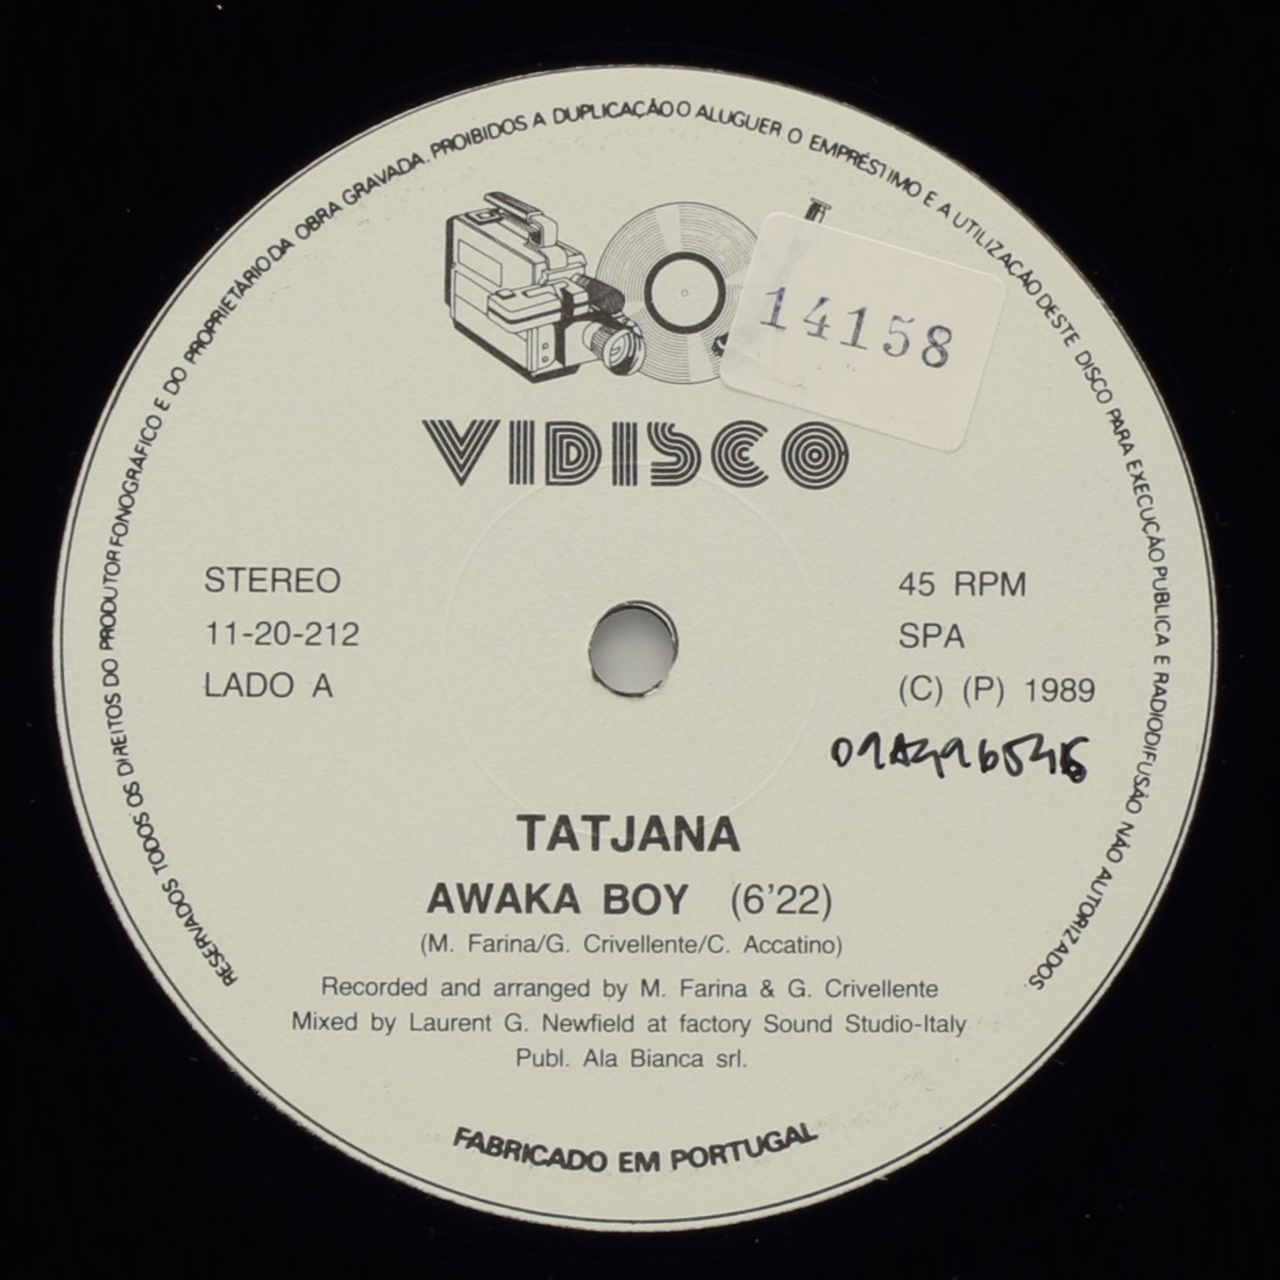 RESERVADOS TODOS OS DIREITOS DO PRODUTOR FONOGRÁFICO E DO PROPRIETÁRIO DA OBRA GRAVADA. PROIBIDOS A DUPLICAÇÃO O ALUGUER O EMPRÉSTIMO E A UTILIZAÇÃO DESTE DISCO PARA EXECUÇÃO PUBLICA E RADIODIFUSÃO NÃO AUTORIZADOS
14158
VIDISCO
STEREO
11-20-212
LADO A
45 RPM
SPA
(C) (P) 1989
TATJANA
AWAKA BOY (6'22)
(M. Farina/G. Crivellente/C. Accatino)
Recorded and arranged by M. Farina & G. Crivellente
Mixed by Laurent G. Newfield at factory Sound Studio-Italy
Publ. Ala Bianca srl.
FABRICADO EM PORTUGAL